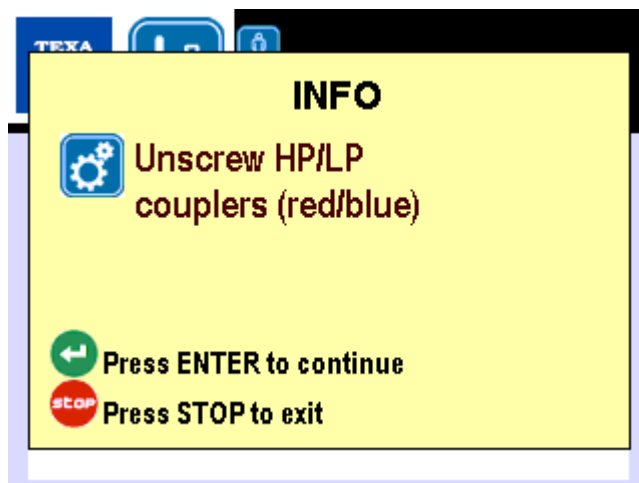 TEXA
INFO
Unscrew HP/LP
couplers (red/blue)
Press ENTER to continue
STOP
Press STOP to exit